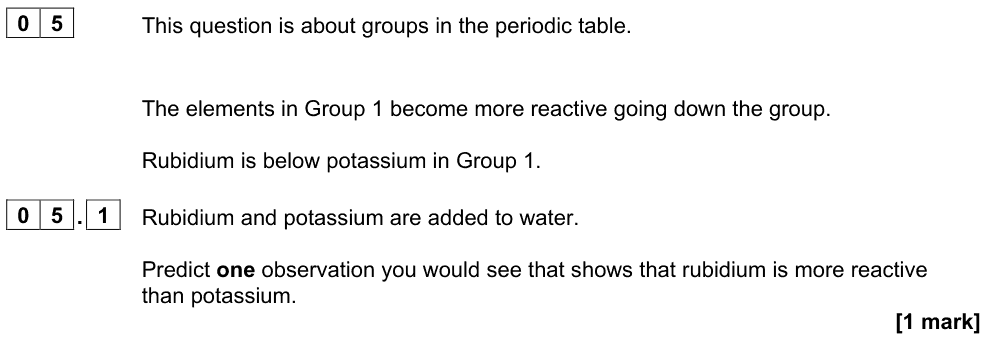 0 5 This question is about groups in the periodic table.
The elements in Group 1 become more reactive going down the group.
Rubidium is below potassium in Group 1.
0 5 . 1 Rubidium and potassium are added to water.
Predict one observation you would see that shows that rubidium is more reactive
than potassium.
[1 mark]